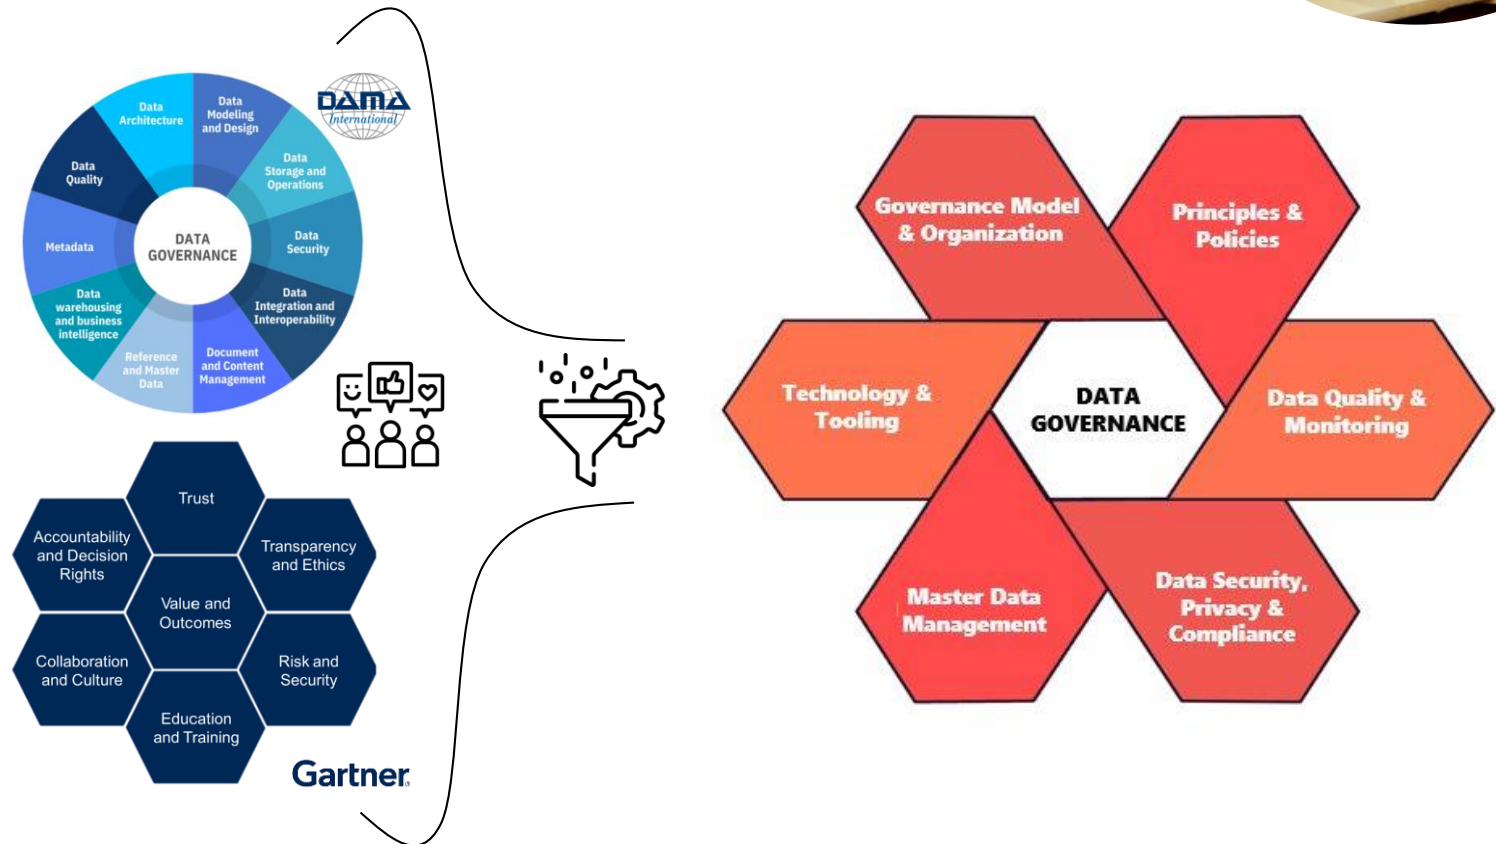 Data
Architecture
Data
Modeling
and Design
Data
Storage and
Operations
Data
Security
Data
Integration and
Interoperability
Document
and Content
Management
Reference
and Master
Data
Data
warehousing
and business
intelligence
Metadata
Data
Quality
DATA
GOVERNANCE
DAMA
International
Trust
Accountability
and Decision
Rights
Transparency
and Ethics
Value and
Outcomes
Collaboration
and Culture
Risk and
Security
Education
and Training
Gartner
Governance Model
& Organization
Principles &
Policies
Technology &
Tooling
DATA
GOVERNANCE
Data Quality &
Monitoring
Master Data
Management
Data Security,
Privacy &
Compliance